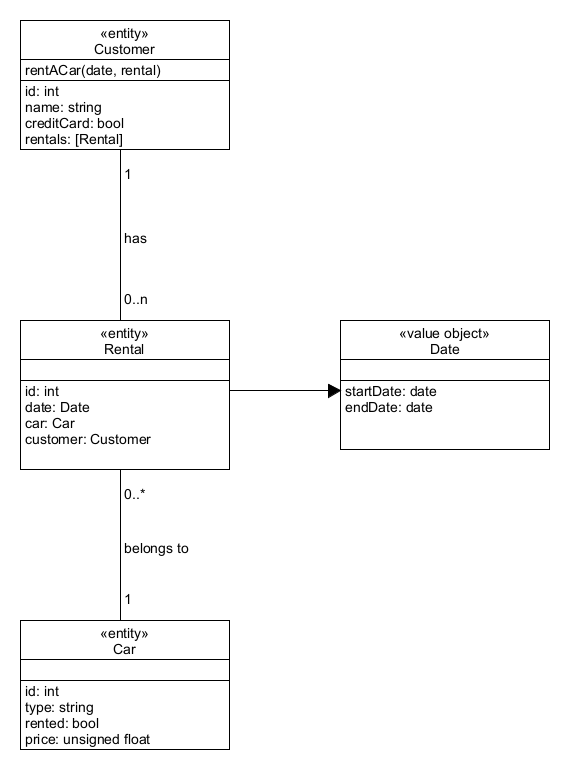 «entity»
Customer
rentACar(date, rental)
id: int
name: string
creditCard: bool
rentals: [Rental]
1
has
0..n
«entity»
Rental
id: int
date: Date
car: Car
customer: Customer
«value object»
Date
startDate: date
endDate: date
0..*
belongs to
1
«entity»
Car
id: int
type: string
rented: bool
price: unsigned float